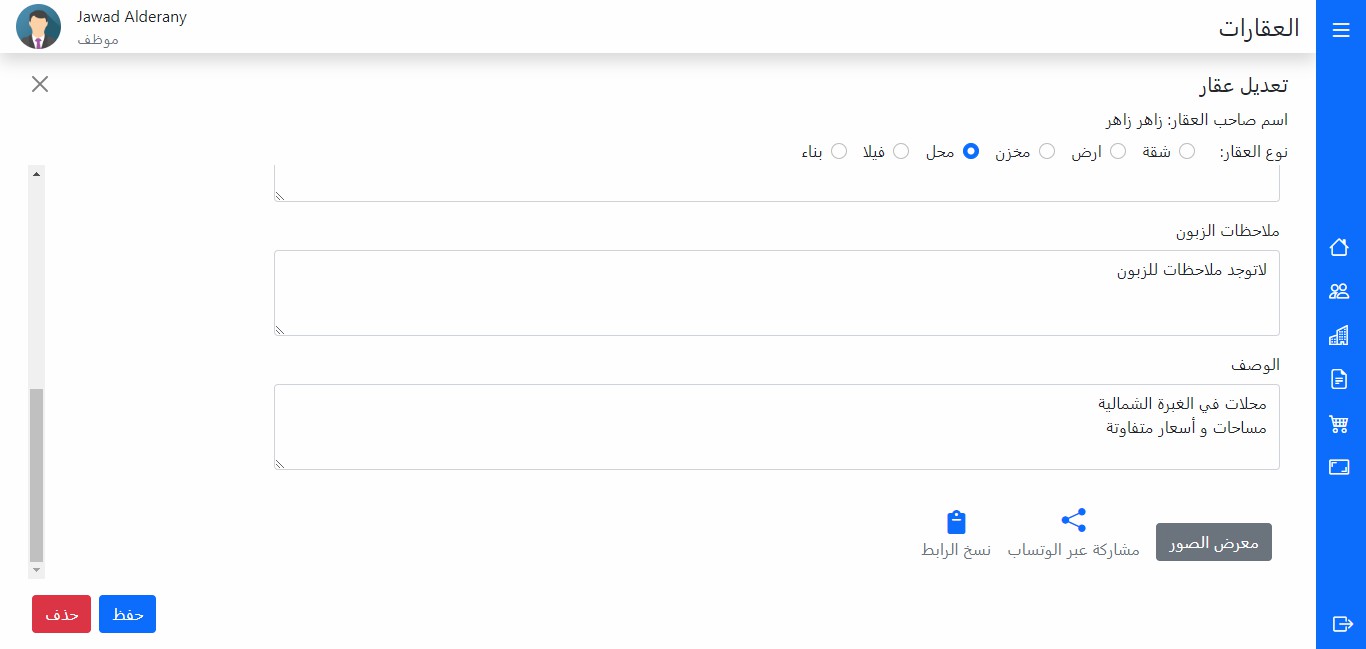 العقارات
Jawad Alderany
موظف
تعديل عقار
اسم صاحب العقار: زاهر زاهر
نوع العقار: شقة ارض مخزن محل فيلا بناء
ملاحظات الزبون
لاتوجد ملاحظات للزبون
الوصف
محلات في الغبرة الشمالية
مساحات و أسعار متفاوتة
معرض الصور
مشاركة عبر الوتساب
نسخ الرابط
حفظ
حذف